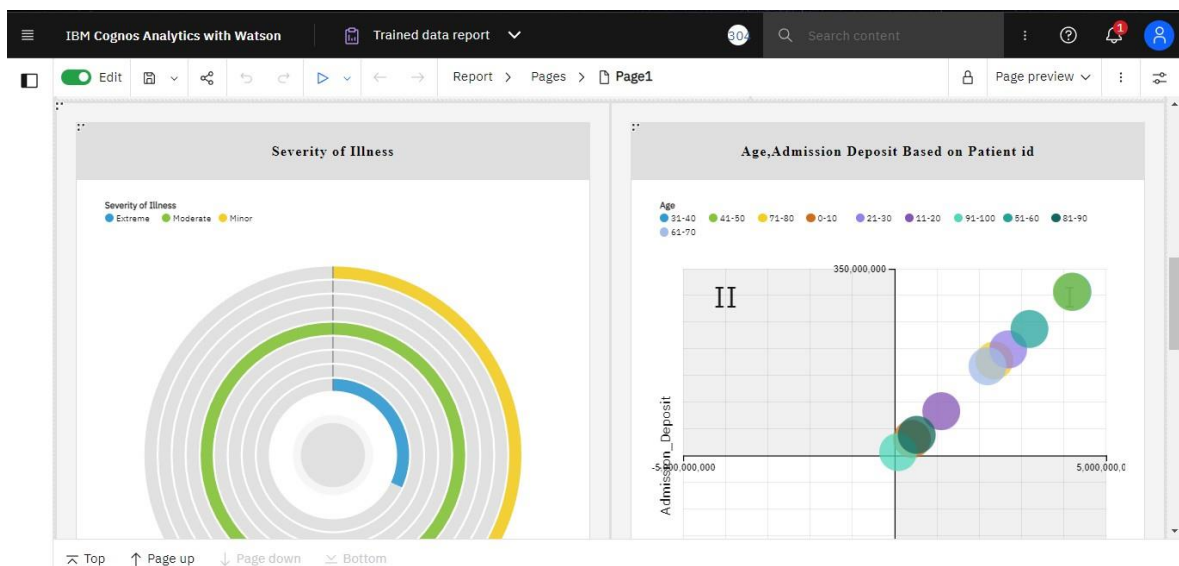 IBM Cognos Analytics with Watson
Trained data report
304
Search content
1
Edit
Report > Pages > Page1
Page preview
Severity of Illness
Severity of Illness
Extreme Moderate Minor
Age,Admission Deposit Based on Patient id
Age
31-40 41-50 71-80 0-10 21-30 11-20 91-100 51-60 81-90
61-70
350,000,000
II
I
Admission_Deposit
5,000,000,0
Top Page up Page down Bottom